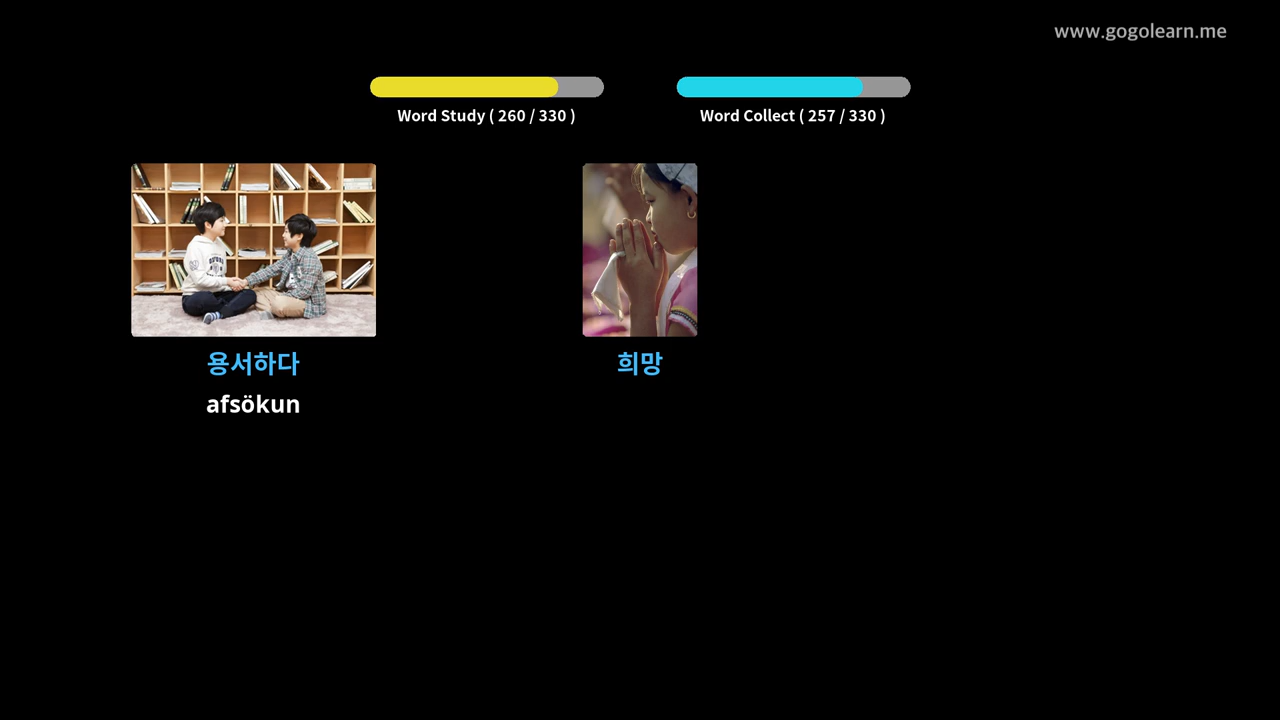 www.gogolearn.me
Word Study ( 260 / 330 )
Word Collect ( 257 / 330 )
용서하다
희망
afsökun